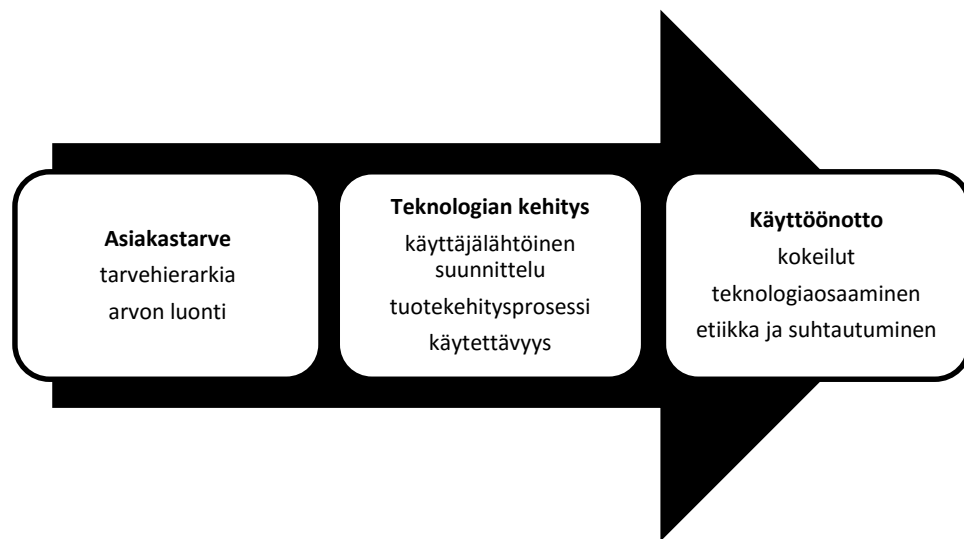 Asiakastarve
tarvehierarkia
arvon luonti
Teknologian kehitys
käyttäjälähtöinen
suunnittelu
tuotekehitysprosessi
käytettävyys
Käyttöönotto
kokeilut
teknologiaosaaminen
etiikka ja suhtautuminen